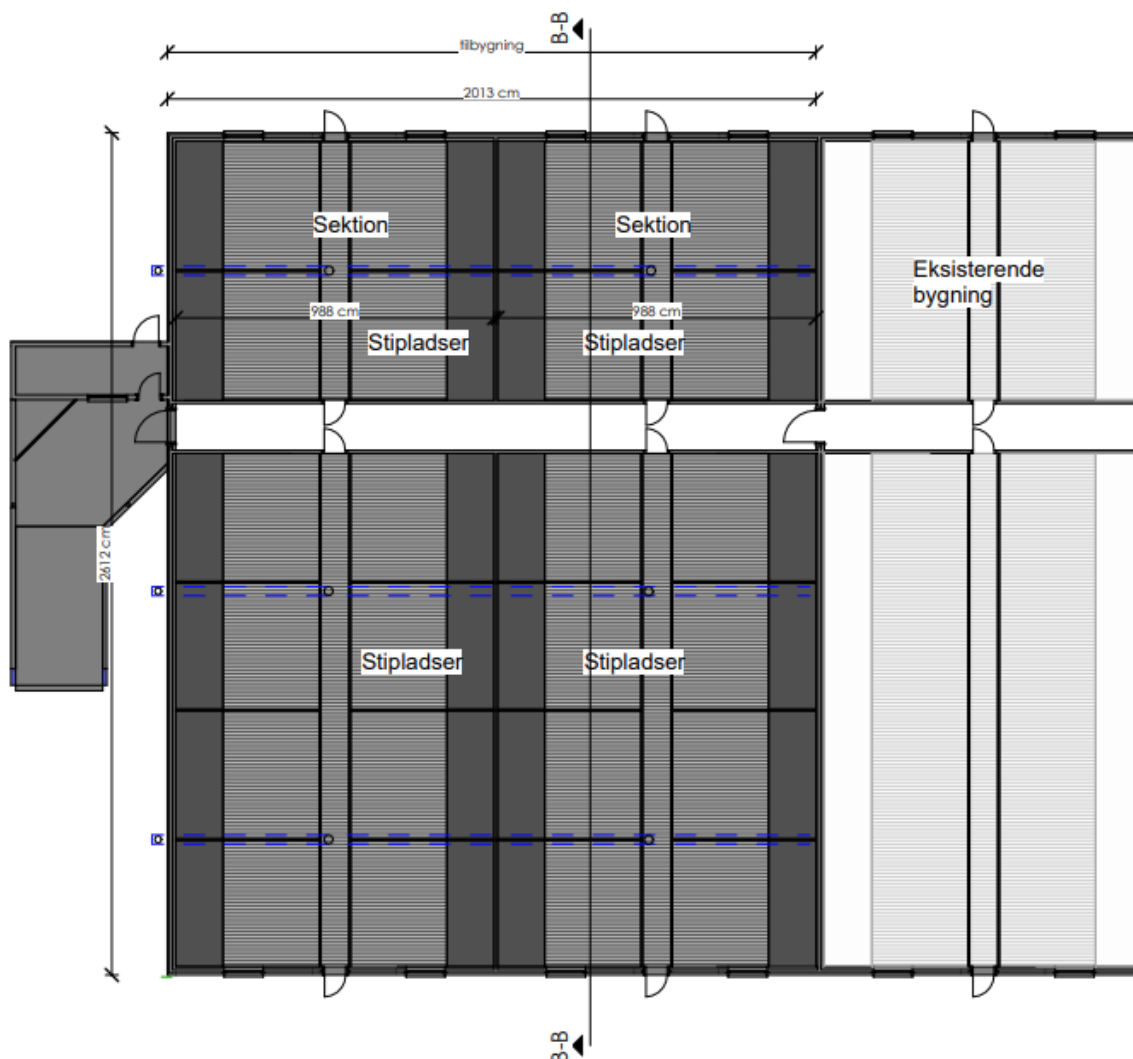 B-B
tilbygning
2013 cm
Sektion
Sektion
Eksisterende
bygning
988 cm
988 cm
Stipladser
Stipladser
2612 cm
Stipladser
Stipladser
B-B